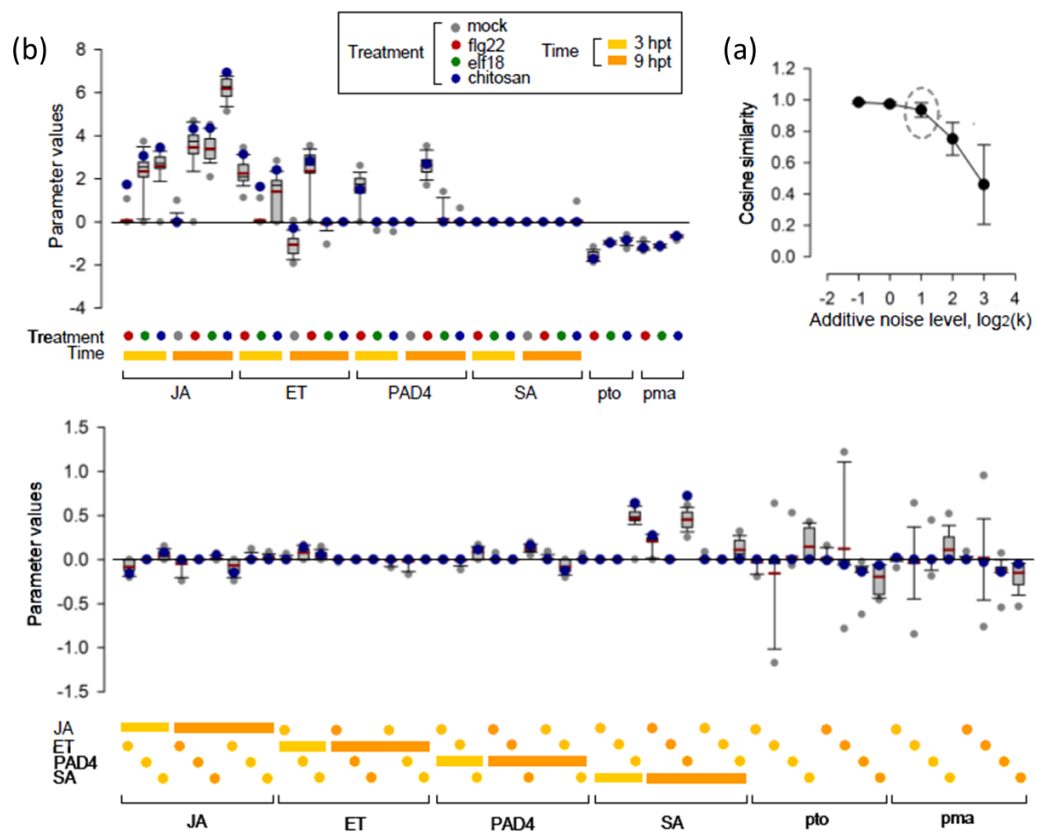 (b)
Treatment
mock
flg22
elf18
chitosan
Time
3 hpt
9 hpt
(a)
8
6
4
2
0
-2
-4
Parameter values
Treatment
Time
JA ET PAD4 SA pto pma
1.2
1.0
0.8
0.6
0.4
0.2
0.0
Cosine similarity
-2 -1 0 1 2 3 4
Additive noise level, log2(k)
1.5
1.0
0.5
0.0
-0.5
-1.0
-1.5
Parameter values
JA
ET
PAD4
SA
JA ET PAD4 SA pto pma